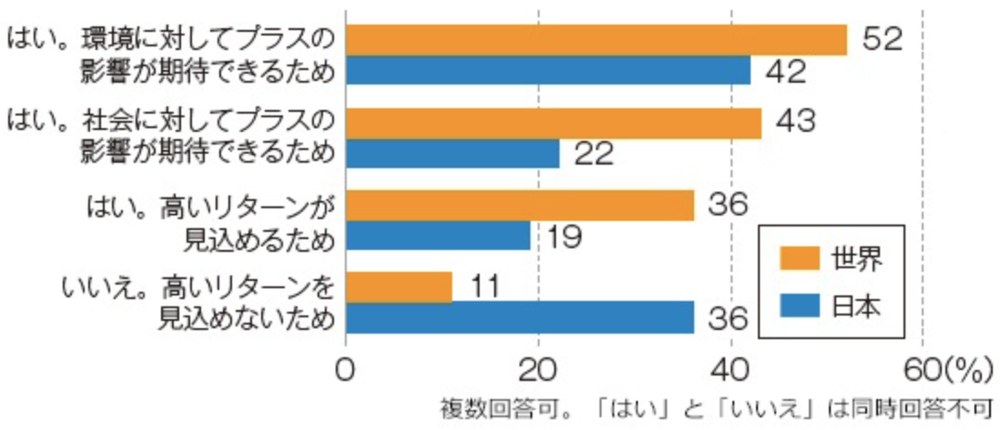 はい。環境に対してプラスの
影響が期待できるため
52
42
はい。社会に対してプラスの
影響が期待できるため
43
22
はい。高いリターンが
見込めるため
36
19
いいえ。高いリターンを
見込めないため
11
36
世界
日本
0 20 40 60(%)
複数回答可。「はい」と「いいえ」は同時回答不可